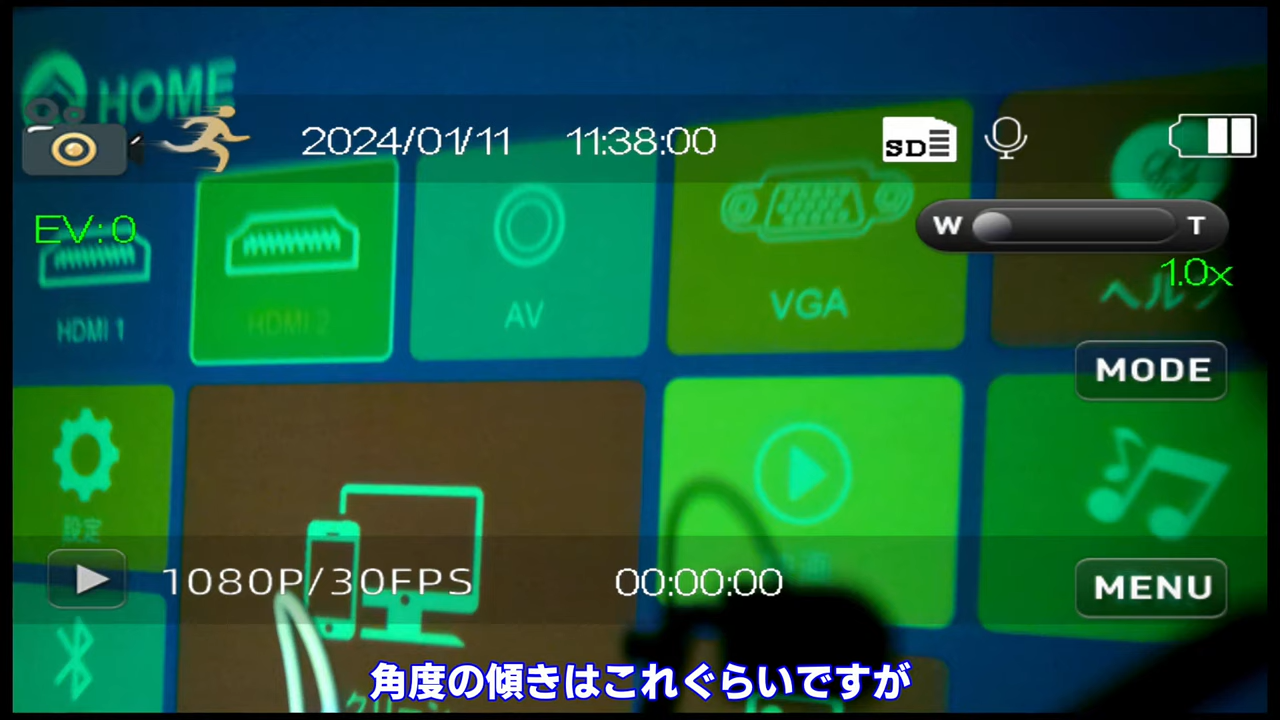 HOME
2024/01/11 11:38:00
SD
EV:0
W T
1.0x
HDMI 1
HDMI 2
AV
VGA
ヘルプ
MODE
設定
1080P/30FPS
00:00:00
MENU
角度の傾きはこれぐらいですが